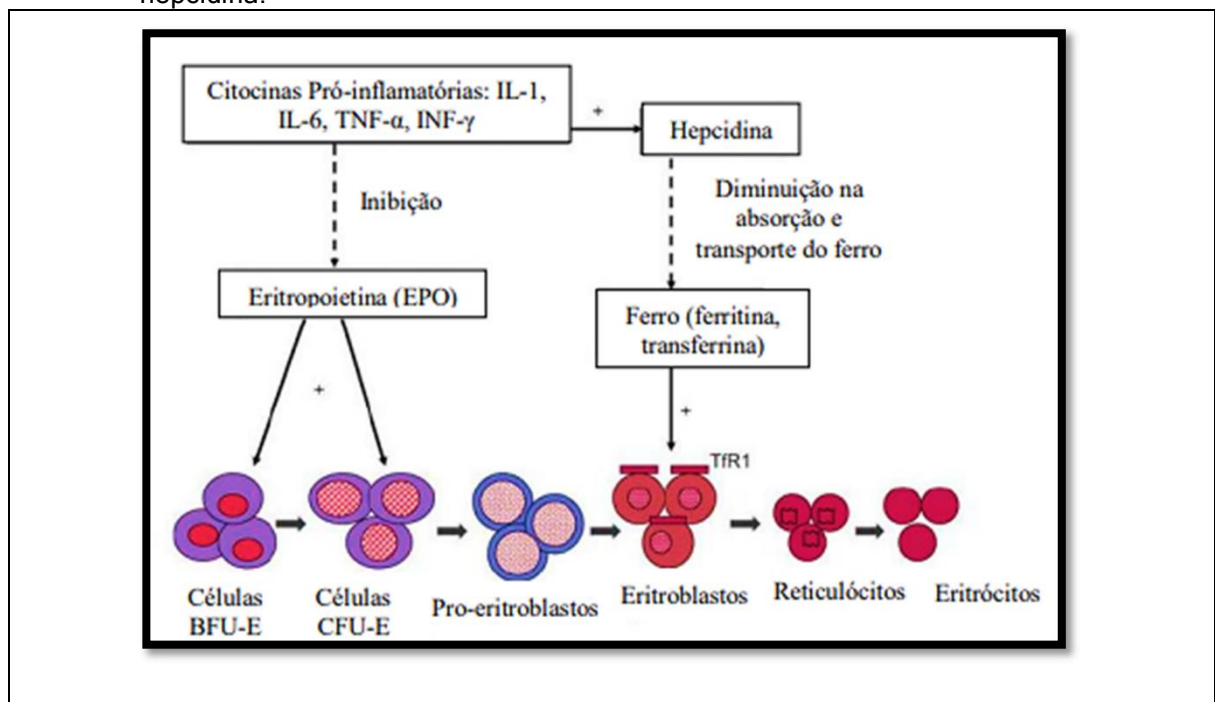 hepcidina:
Citocinas Pró-inflamatórias: IL-1,
IL-6, TNF-α, INF-γ
+
Hepcidina
Inibição
Diminuição na
absorção e
transporte do ferro
Eritropoietina (EPO)
Ferro (ferritina,
transferrina)
+
+
TfR1
Células
BFU-E
Células
CFU-E
Pro-eritroblastos
Eritroblastos
Reticulócitos
Eritrócitos